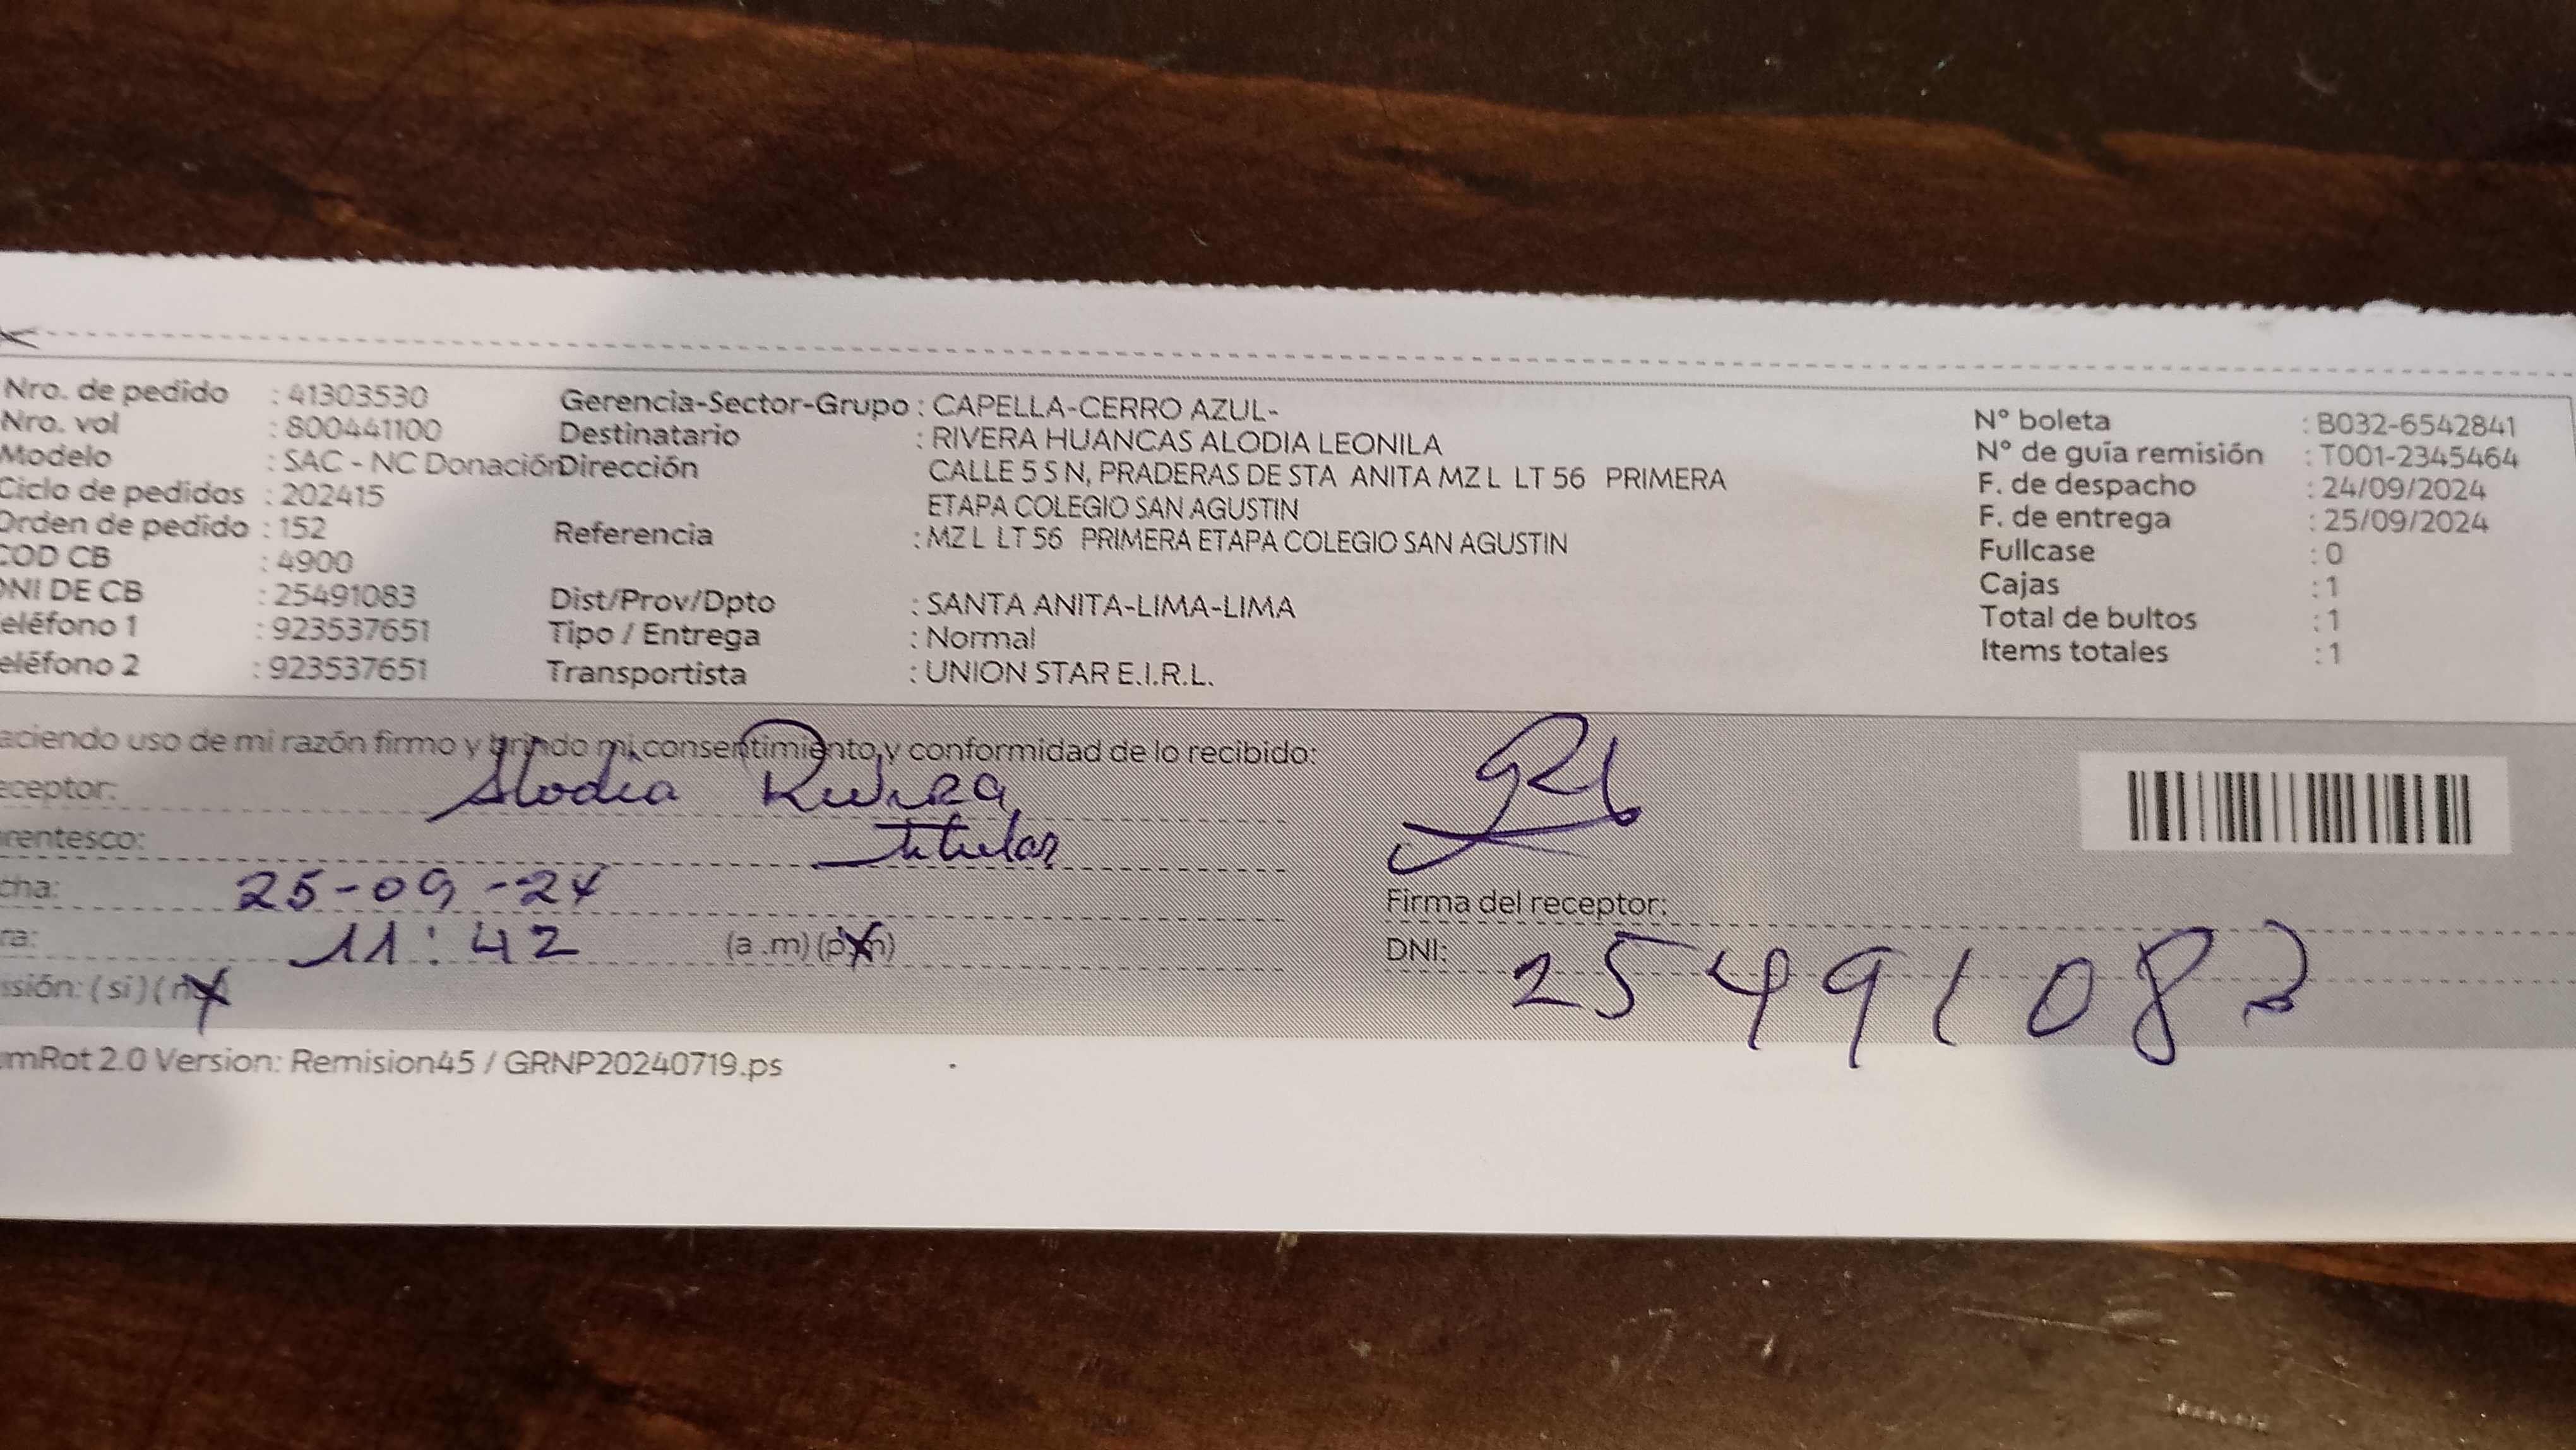 Nro. de pedido : 41303530
Nro. vol : 800441100
Modelo : SAC - NC Donación
Ciclo de pedidos : 202415
Orden de pedido : 152
COD CB : 4900
DNI DE CB : 25491083
eléfono 1 : 923537651
eléfono 2 : 923537651
Gerencia-Sector-Grupo : CAPELLA-CERRO AZUL-
Destinatario : RIVERA HUANCAS ALODIA LEONILA
Dirección CALLE 5 S N, PRADERAS DE STA ANITA MZ L LT 56 PRIMERA
ETAPA COLEGIO SAN AGUSTIN
Referencia : MZ L LT 56 PRIMERA ETAPA COLEGIO SAN AGUSTIN
Dist/Prov/Dpto : SANTA ANITA-LIMA-LIMA
Tipo / Entrega : Normal
Transportista : UNION STAR E.I.R.L.
N° boleta : B032-6542841
N° de guía remisión : T001-2345464
F. de despacho : 24/09/2024
F. de entrega : 25/09/2024
Fullcase : 0
Cajas : 1
Total de bultos : 1
Items totales : 1
aciendo uso de mi razón firmo y brindo mi consentimiento y conformidad de lo recibido:
eceptor: Alodia Rivera
rentesco: titular
cha: 25-09-24
ra: 11:42 (a .m) (p.m)
isión: ( si ) ( no )
Firma del receptor:
DNI: 25491083
umRot 2.0 Version: Remision45 / GRNP20240719.ps